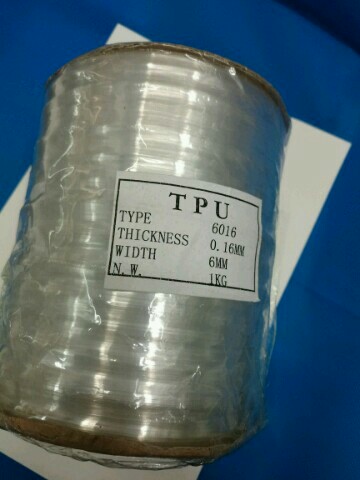 TPU
TYPE 6016
THICKNESS 0.16MM
WIDTH 6MM
N.W. 1KG